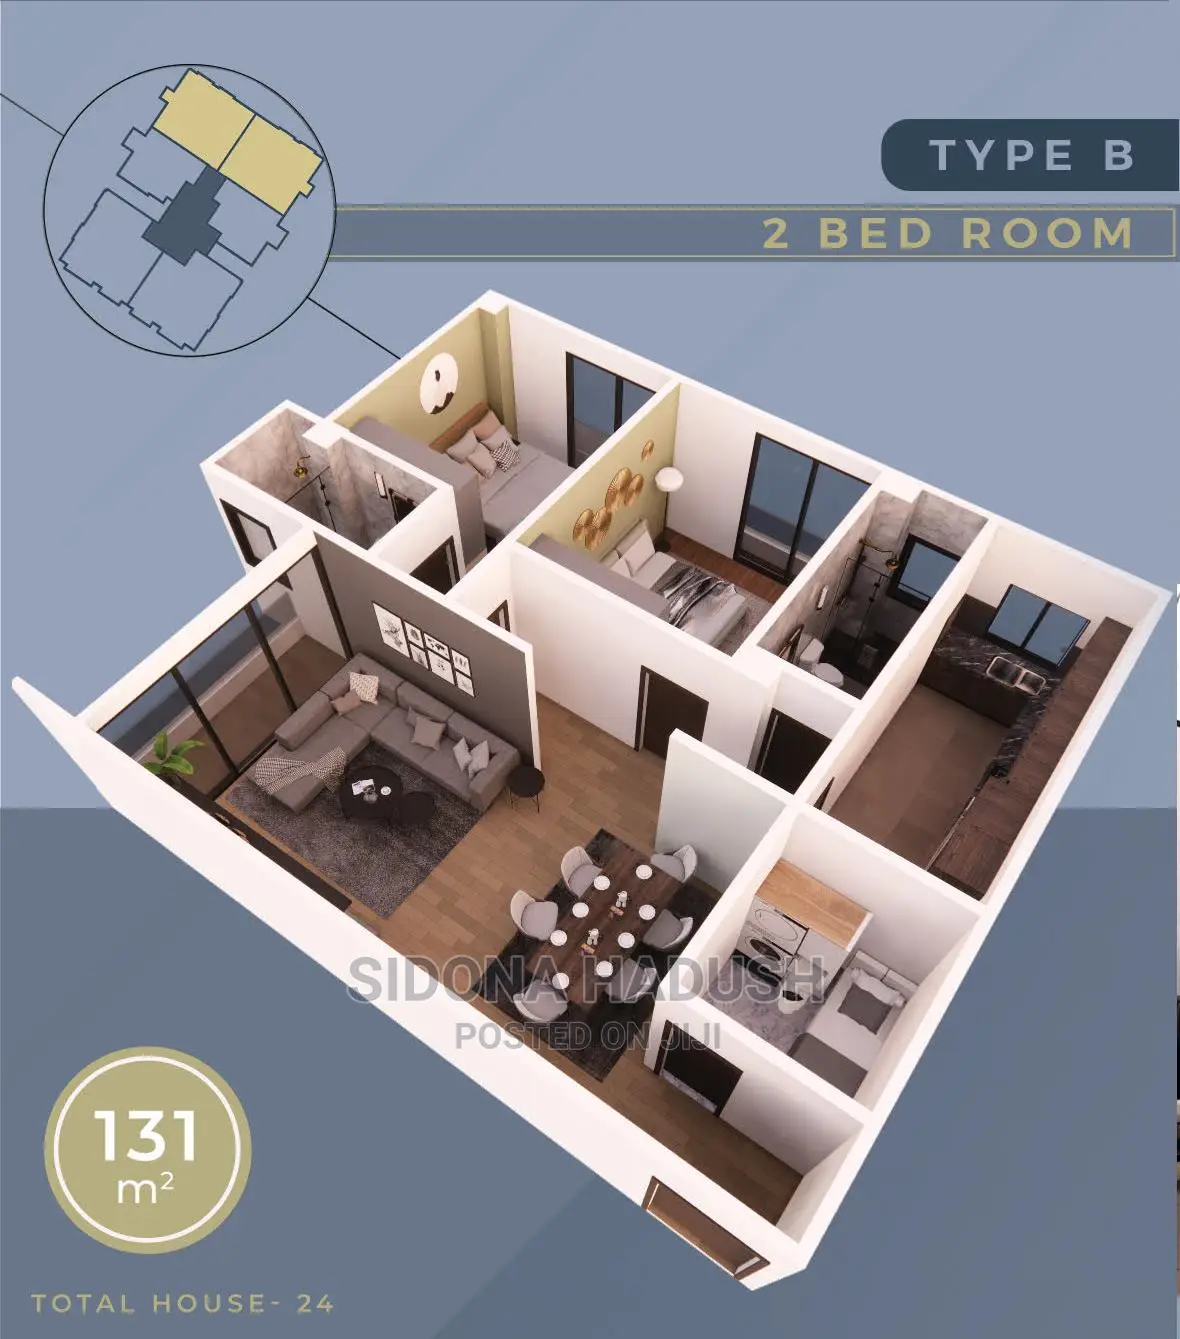 TYPE B
2 BED ROOM
SIDONA HADUSH
POSTED ON JIJI
131
m²
TOTAL HOUSE- 24